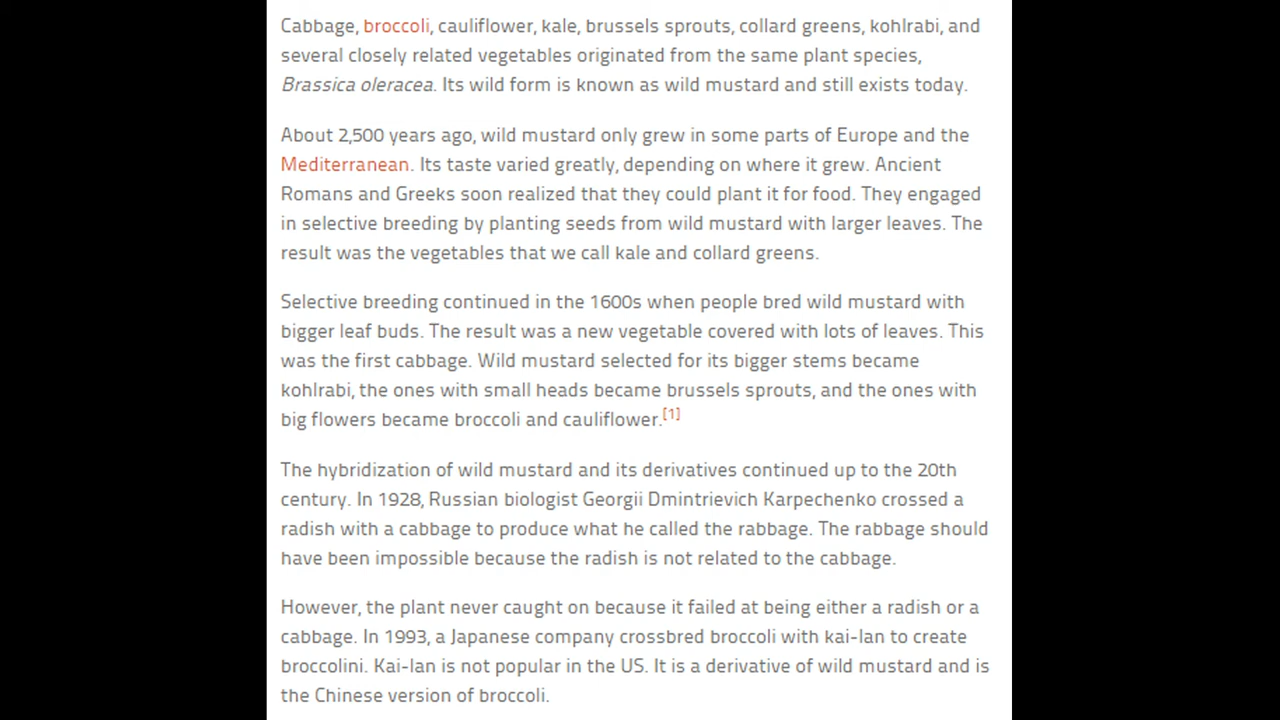 Cabbage, broccoli, cauliflower, kale, brussels sprouts, collard greens, kohlrabi, and
several closely related vegetables originated from the same plant species,
Brassica oleracea. Its wild form is known as wild mustard and still exists today.
About 2,500 years ago, wild mustard only grew in some parts of Europe and the
Mediterranean. Its taste varied greatly, depending on where it grew. Ancient
Romans and Greeks soon realized that they could plant it for food. They engaged
in selective breeding by planting seeds from wild mustard with larger leaves. The
result was the vegetables that we call kale and collard greens.
Selective breeding continued in the 1600s when people bred wild mustard with
bigger leaf buds. The result was a new vegetable covered with lots of leaves. This
was the first cabbage. Wild mustard selected for its bigger stems became
kohlrabi, the ones with small heads became brussels sprouts, and the ones with
big flowers became broccoli and cauliflower.[1]
The hybridization of wild mustard and its derivatives continued up to the 20th
century. In 1928, Russian biologist Georgii Dmintrievich Karpechenko crossed a
radish with a cabbage to produce what he called the rabbage. The rabbage should
have been impossible because the radish is not related to the cabbage.
However, the plant never caught on because it failed at being either a radish or a
cabbage. In 1993, a Japanese company crossbred broccoli with kai-lan to create
broccolini. Kai-lan is not popular in the US. It is a derivative of wild mustard and is
the Chinese version of broccoli.